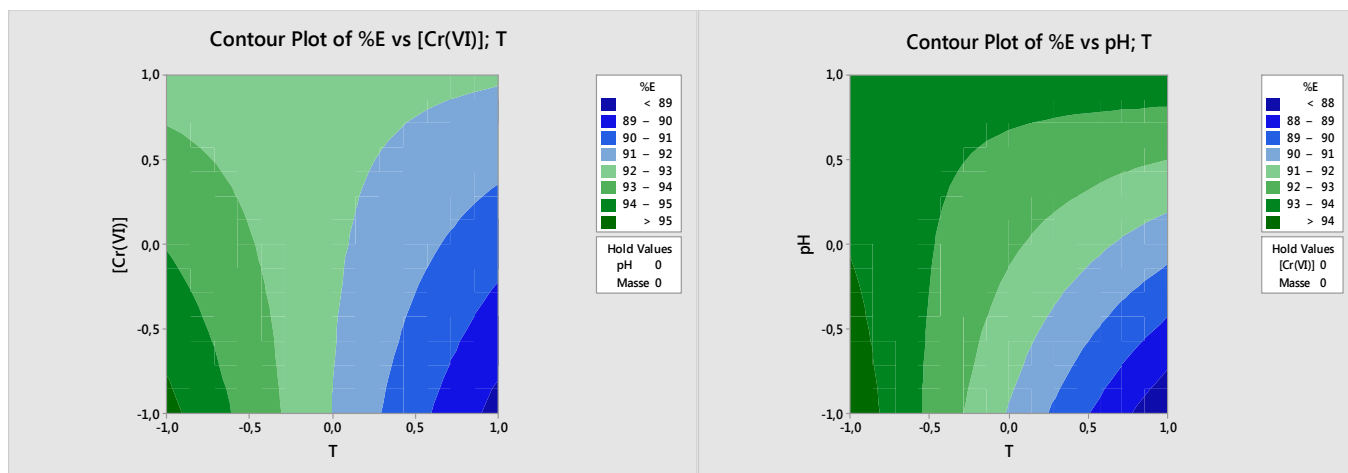 Contour Plot of %E vs [Cr(VI)]; T
1,0
0,5
0,0
-0,5
-1,0
[Cr(VI)]
-1,0 -0,5 0,0 0,5 1,0
T
%E
< 89
89 – 90
90 – 91
91 – 92
92 – 93
93 – 94
94 – 95
> 95
Hold Values
pH 0
Masse 0
Contour Plot of %E vs pH; T
1,0
0,5
0,0
-0,5
-1,0
pH
-1,0 -0,5 0,0 0,5 1,0
T
%E
< 88
88 – 89
89 – 90
90 – 91
91 – 92
92 – 93
93 – 94
> 94
Hold Values
[Cr(VI)] 0
Masse 0